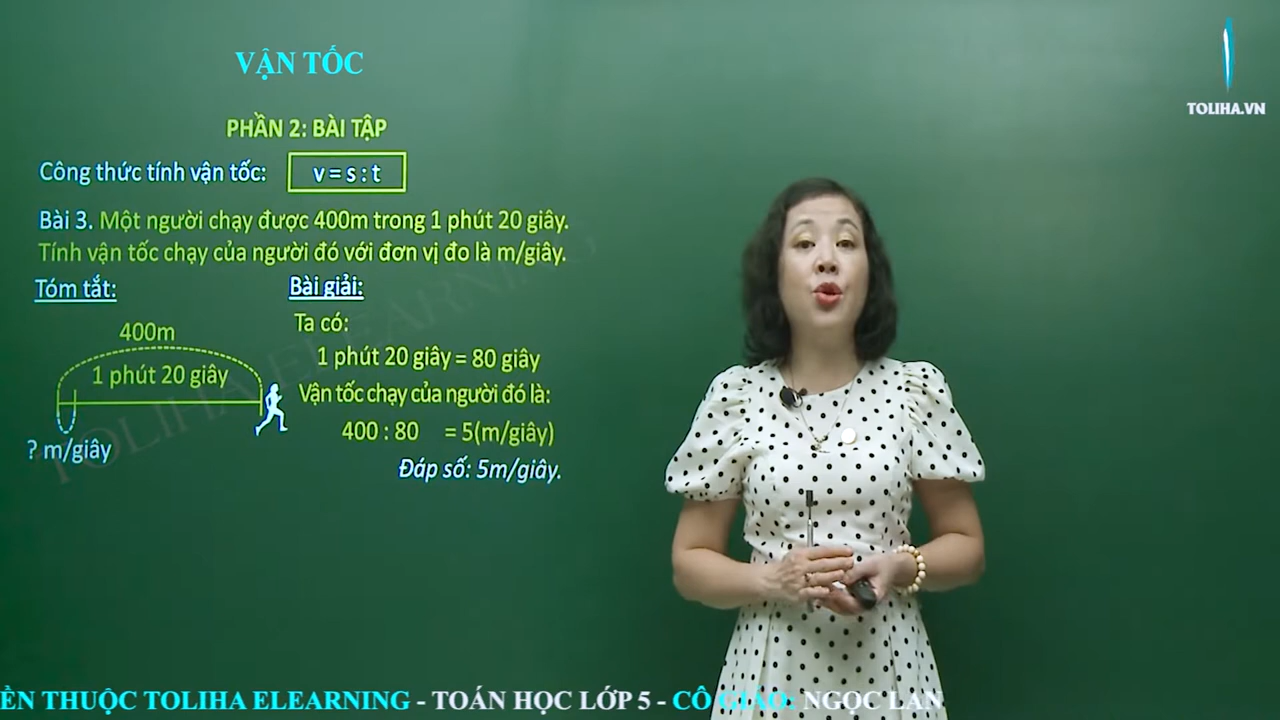 VẬN TỐC
TOLIHA.VN
PHẦN 2: BÀI TẬP
Công thức tính vận tốc: v = s : t
Bài 3. Một người chạy được 400m trong 1 phút 20 giây.
Tính vận tốc chạy của người đó với đơn vị đo là m/giây.
Tóm tắt:
400m
1 phút 20 giây
? m/giây
Bài giải:
Ta có:
1 phút 20 giây = 80 giây
Vận tốc chạy của người đó là:
400 : 80 = 5(m/giây)
Đáp số: 5m/giây.
TOLIHA ELEARNING
ỀN THUỘC TOLIHA ELEARNING - TOÁN HỌC LỚP 5 - CÔ GIÁO: NGỌC LAN